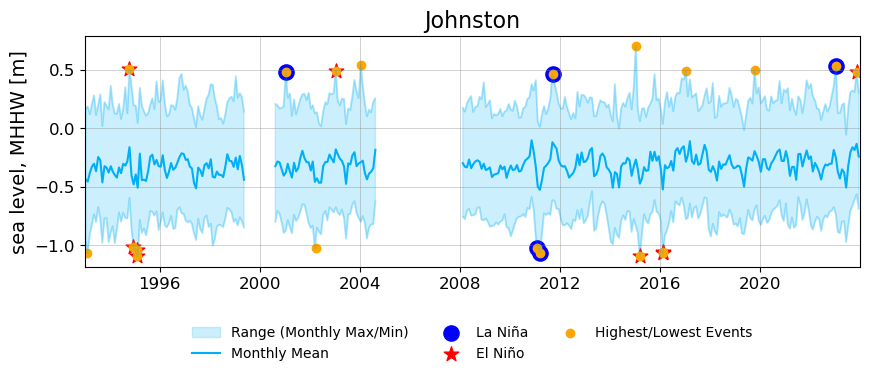 Johnston
sea level, MHHW [m]
0.5
0.0
−0.5
−1.0
1996 2000 2004 2008 2012 2016 2020
Range (Monthly Max/Min) La Niña Highest/Lowest Events
Monthly Mean El Niño